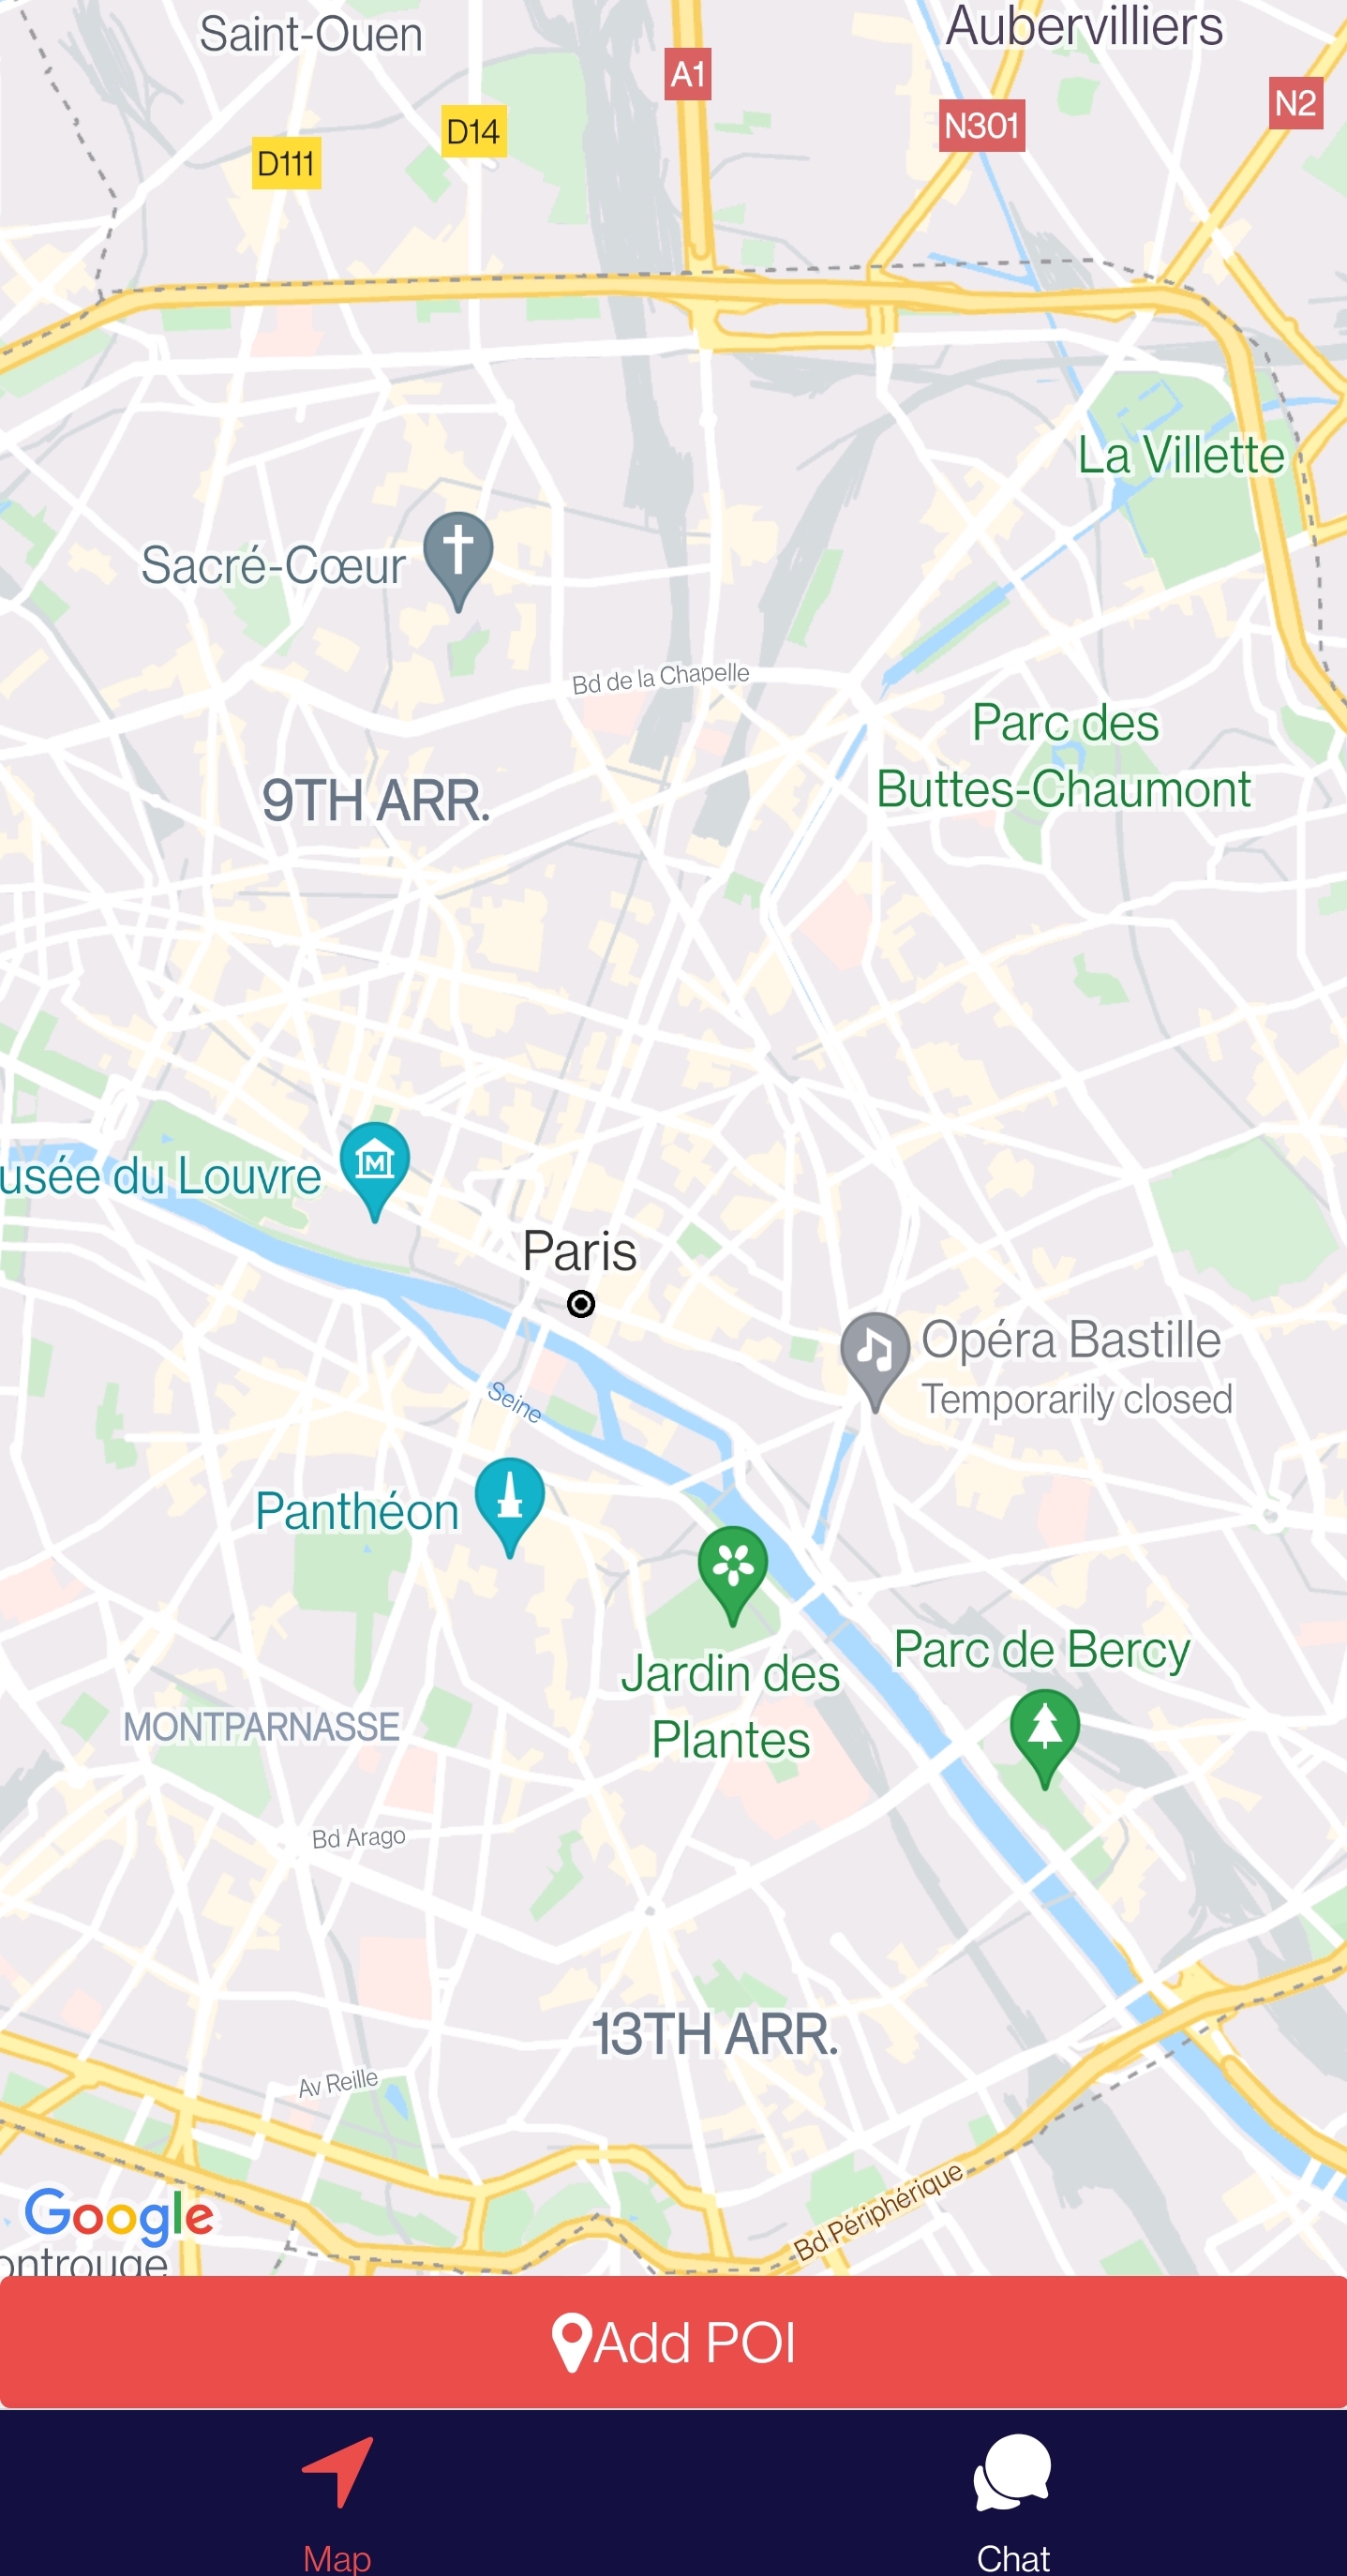 Saint-Ouen
Aubervilliers
A1
N2
N301
D14
D111
La Villette
Sacré-Cœur
Bd de la Chapelle
Parc des
Buttes-Chaumont
9TH ARR.
usée du Louvre
Paris
Opéra Bastille
Temporarily closed
Seine
Panthéon
Parc de Bercy
Jardin des
Plantes
MONTPARNASSE
Bd Arago
13TH ARR.
Av Reille
Bd Périphérique
Google
ontrouge
Add POI
Map
Chat